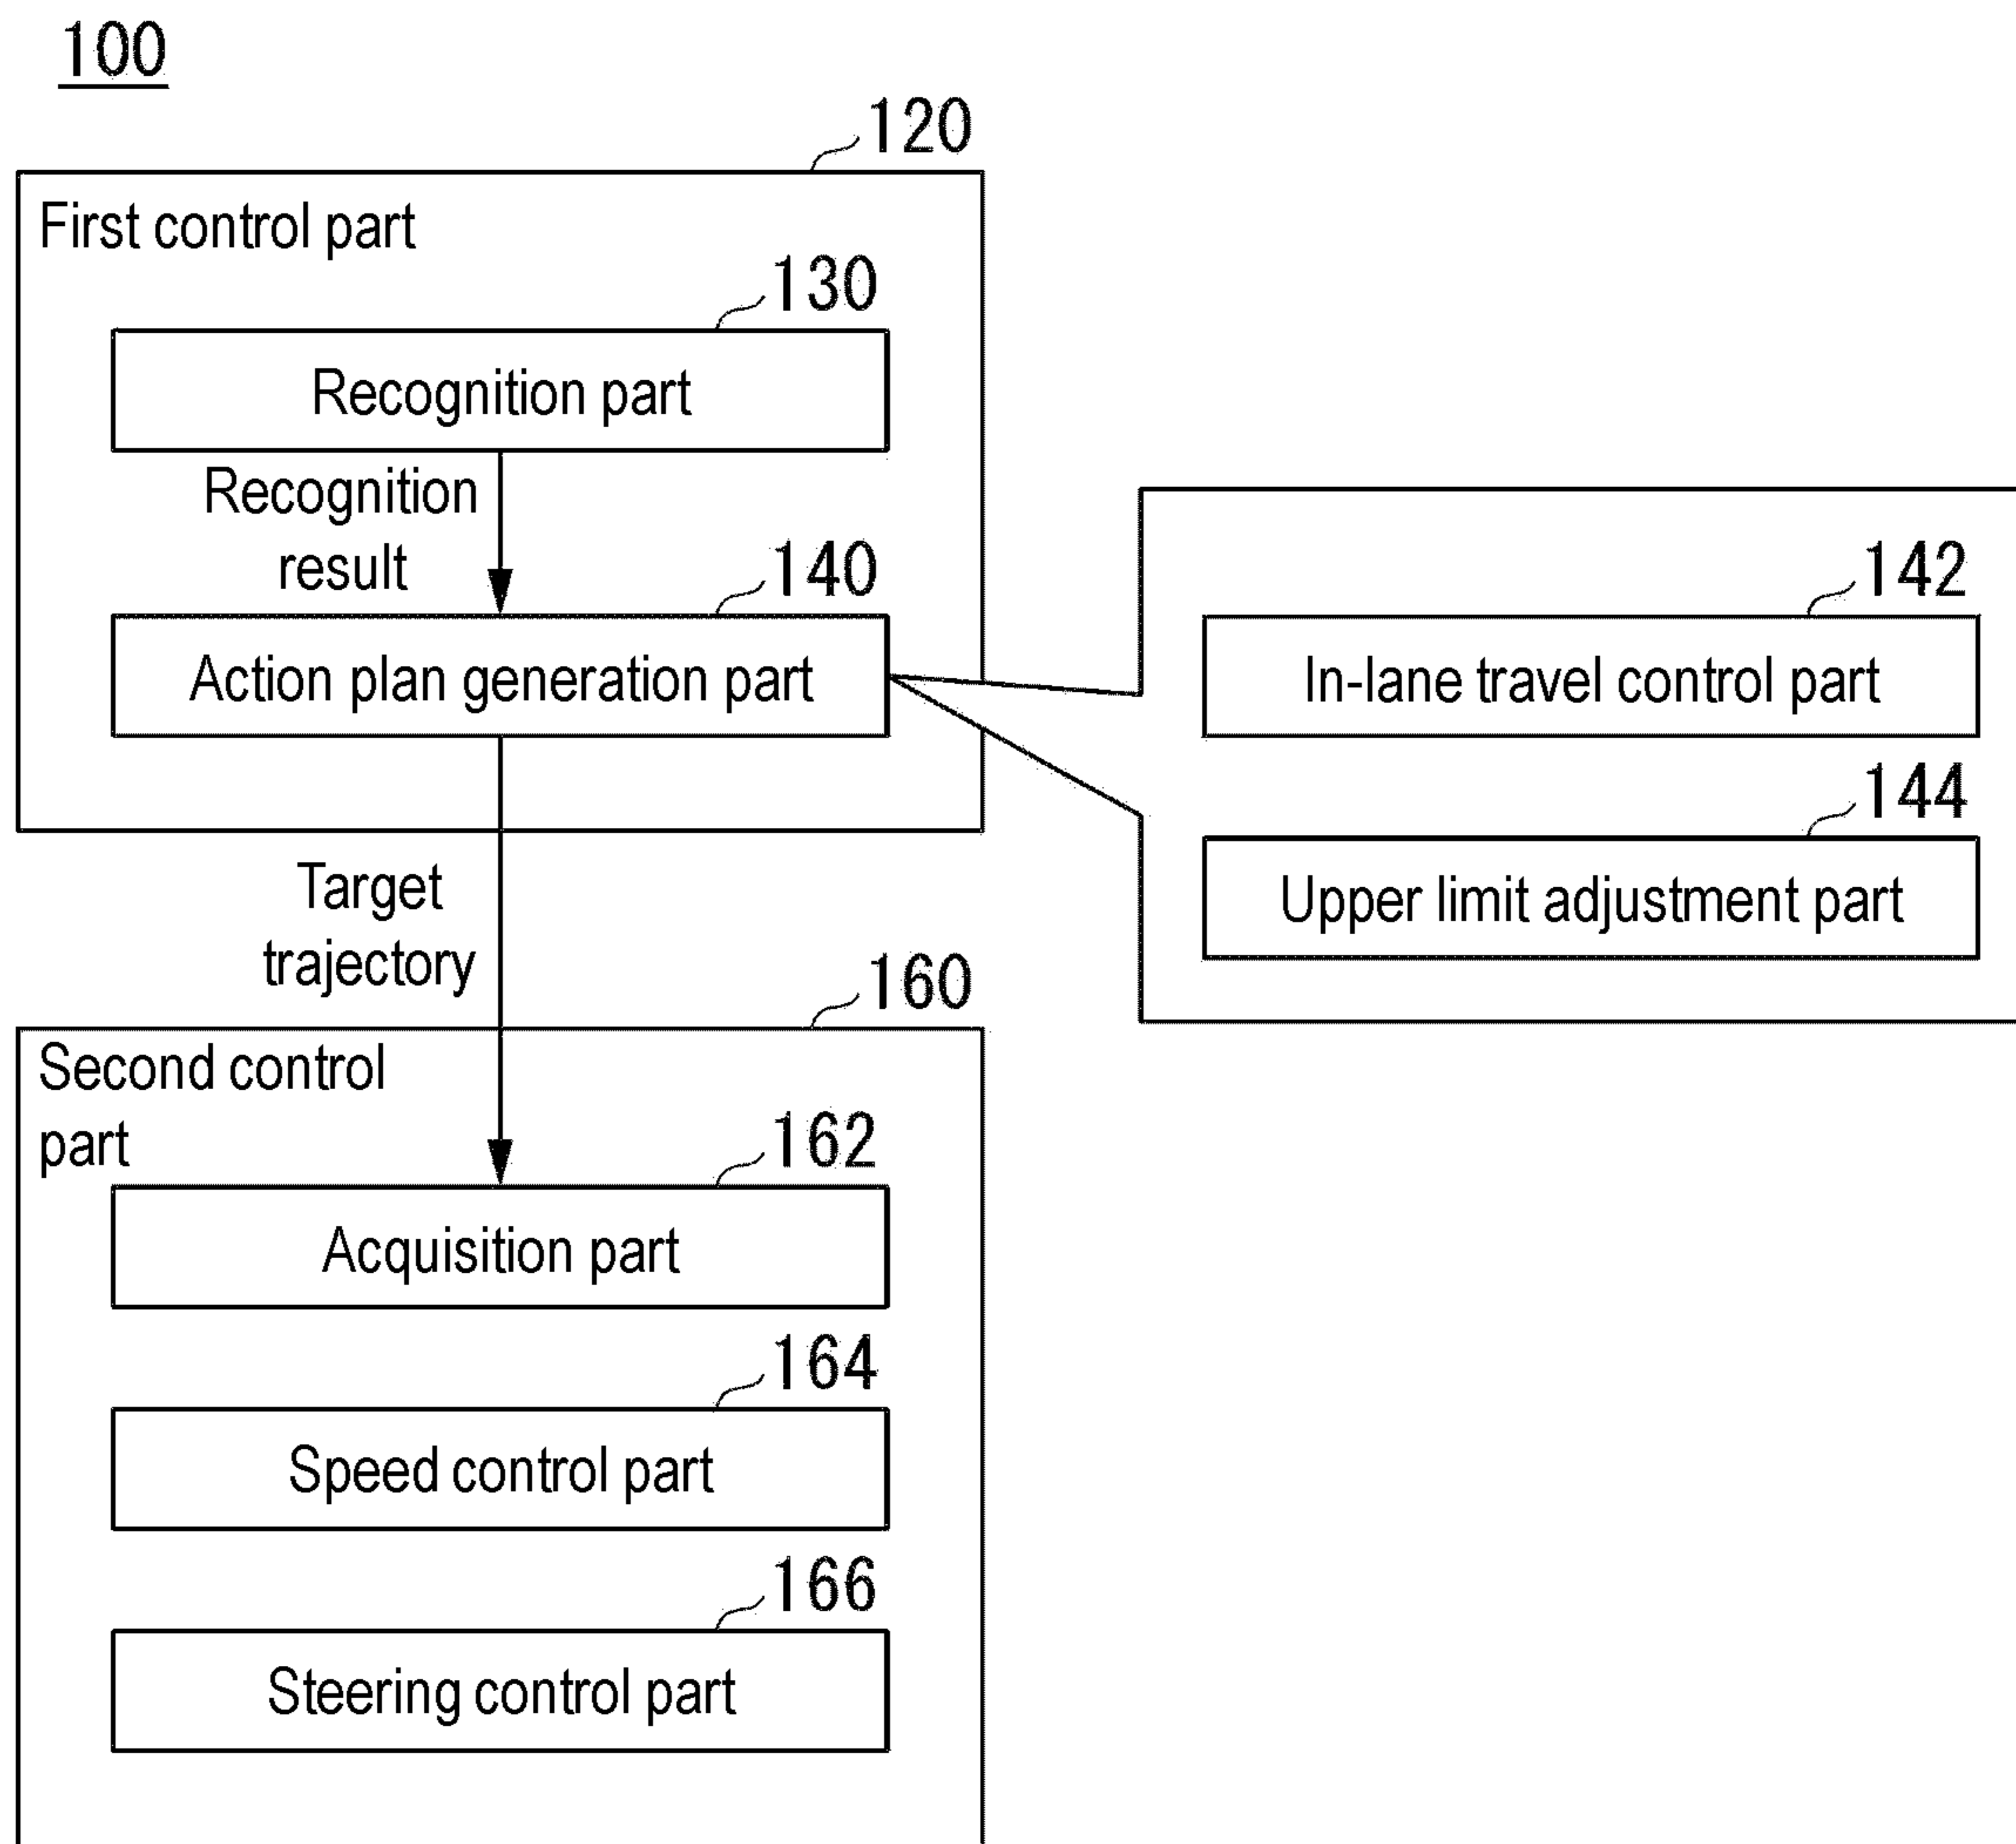 100
120
First control part
130
Recognition part
Recognition
result
140
Action plan generation part
142
In-lane travel control part
144
Upper limit adjustment part
Target
trajectory
160
Second control
part
162
Acquisition part
164
Speed control part
166
Steering control part